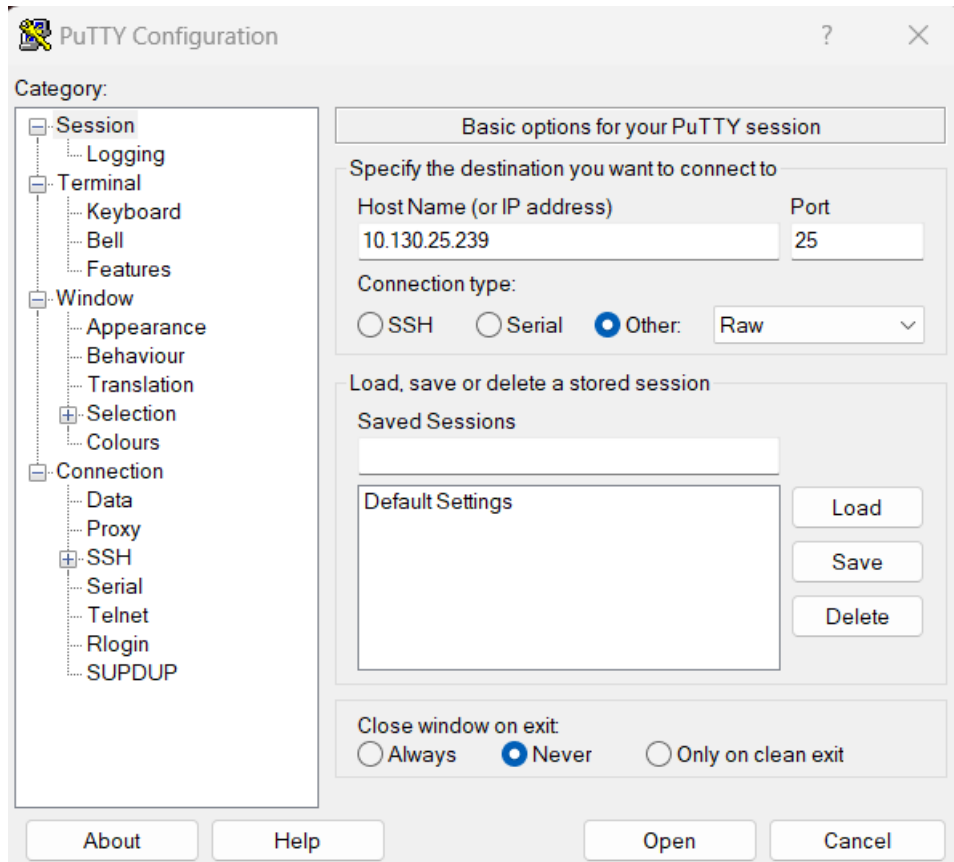 PuTTY Configuration
?
Category:
Session
Logging
Terminal
Keyboard
Bell
Features
Window
Appearance
Behaviour
Translation
Selection
Colours
Connection
Data
Proxy
SSH
Serial
Telnet
Rlogin
SUPDUP
Basic options for your PuTTY session
Specify the destination you want to connect to
Host Name (or IP address) Port
10.130.25.239 25
Connection type:
SSH Serial Other: Raw
Load, save or delete a stored session
Saved Sessions
Default Settings
Load
Save
Delete
Close window on exit:
Always Never Only on clean exit
About Help Open Cancel